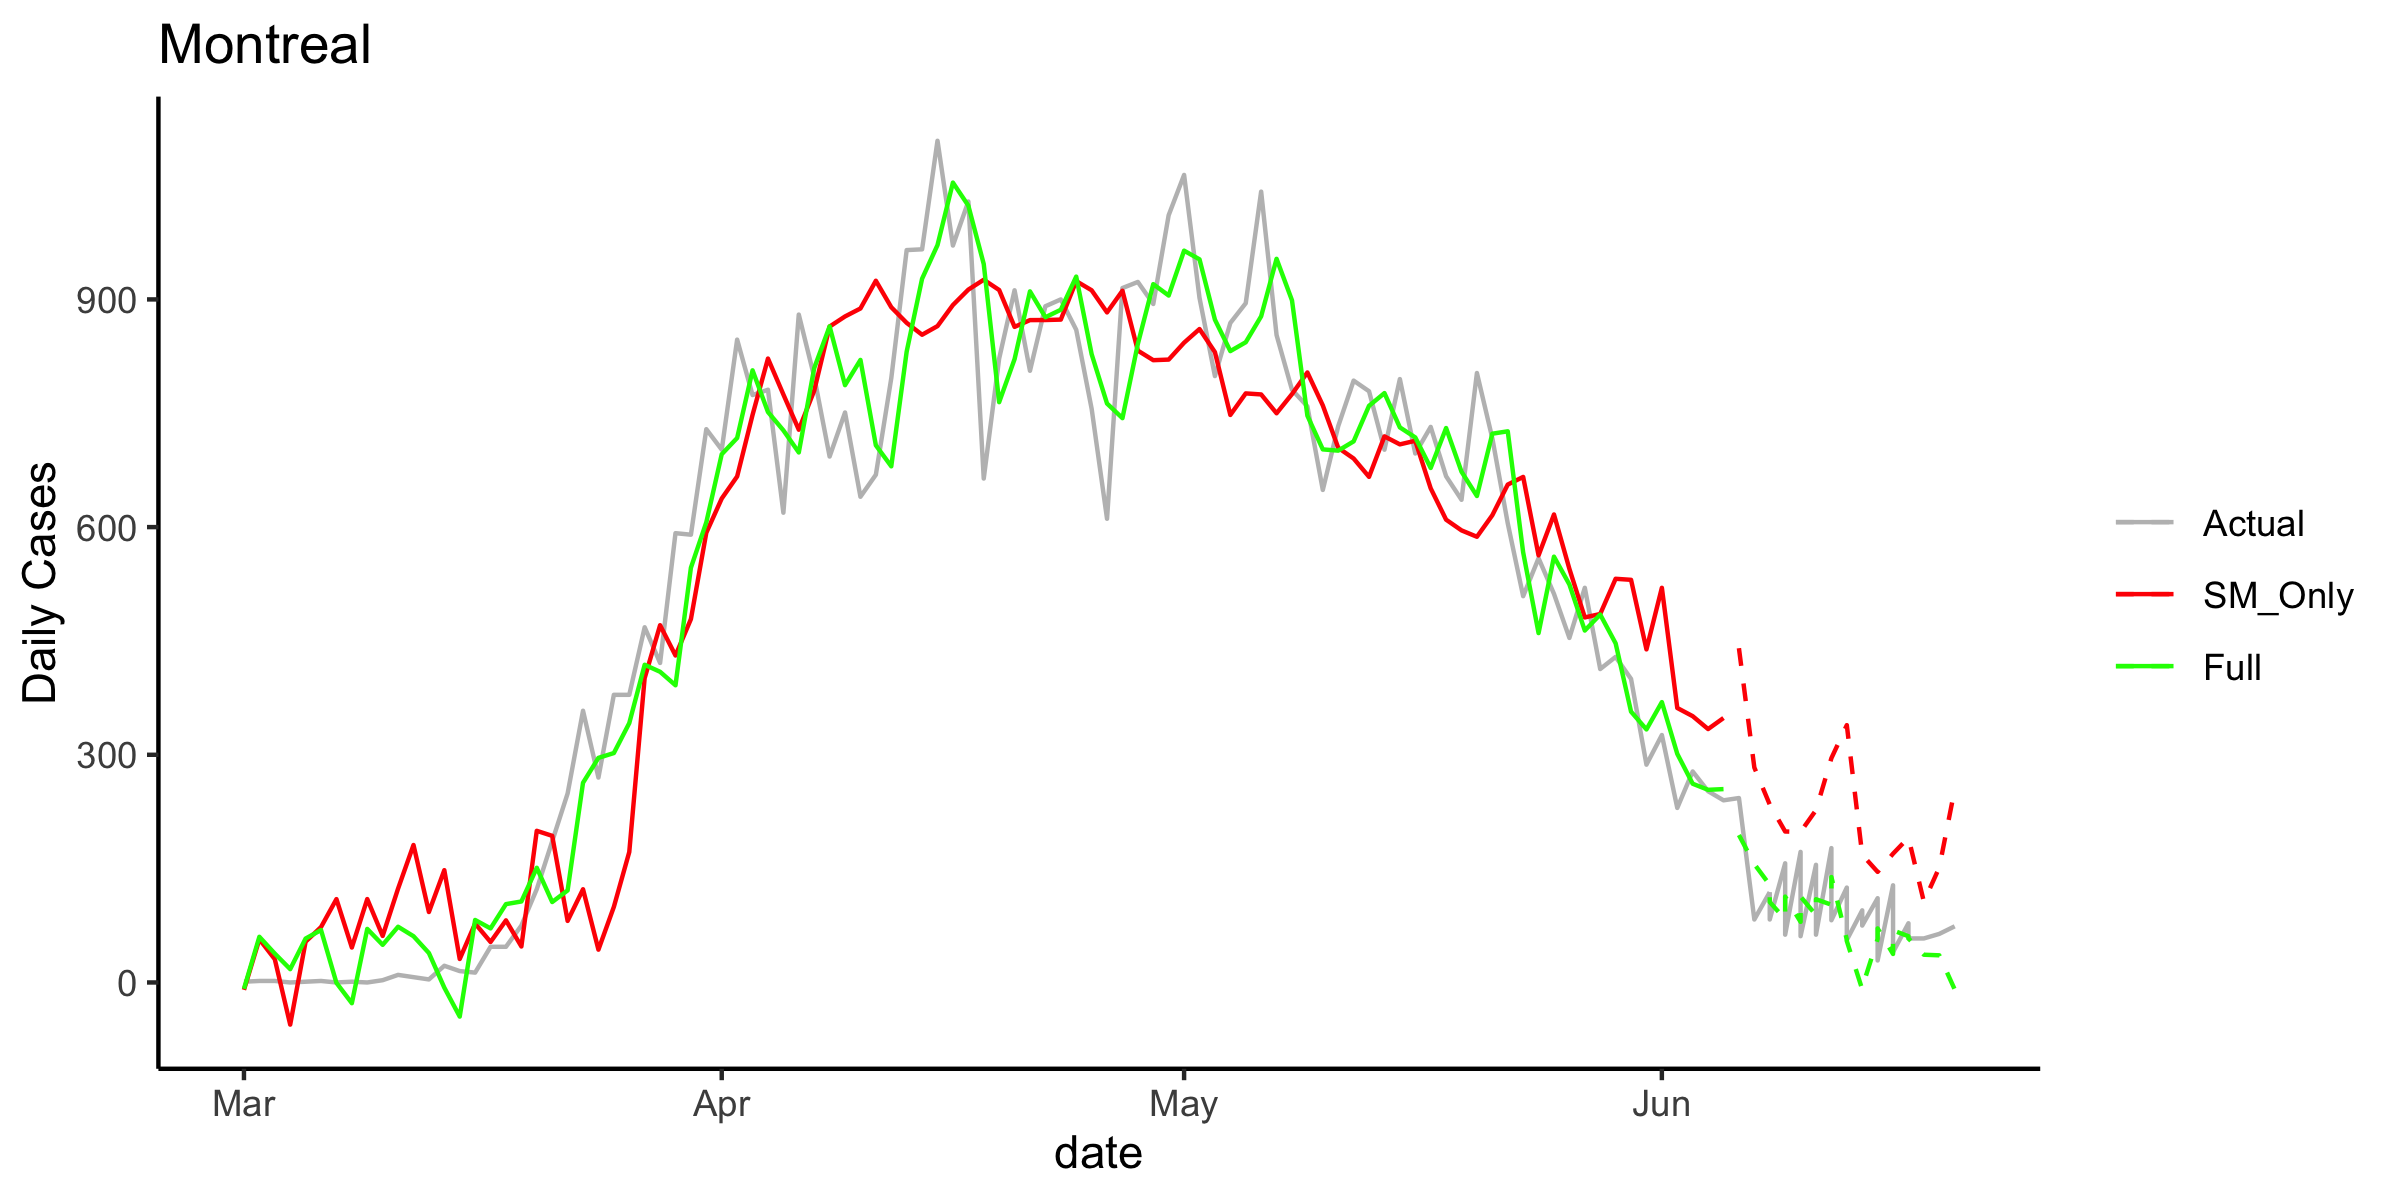 Montreal
Daily Cases
900
600
300
0
Mar Apr May Jun
date
Actual
SM_Only
Full